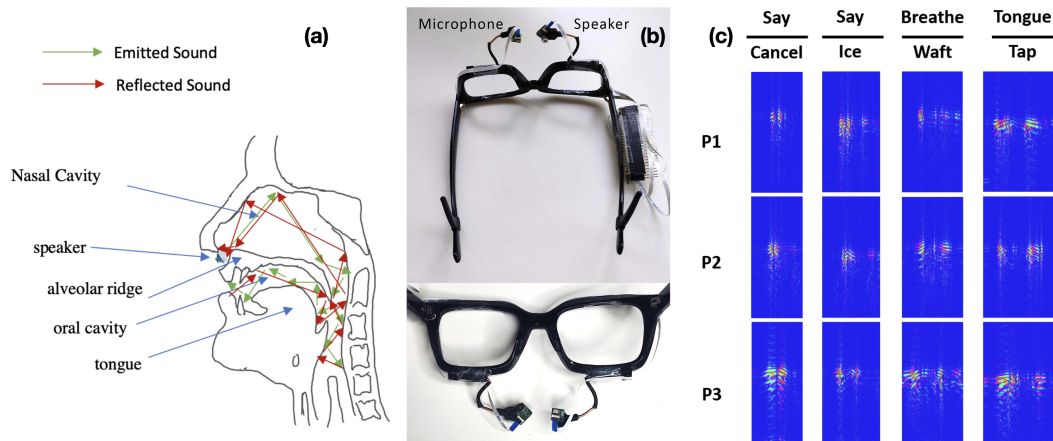 (a)
Emitted Sound
Reflected Sound
Nasal Cavity
speaker
alveolar ridge
oral cavity
tongue
Microphone Speaker
(b)
(c)
Say Say Breathe Tongue
Cancel Ice Waft Tap
P1
P2
P3